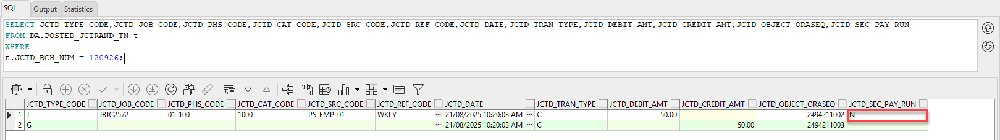 SQL Output Statistics
SELECT JCTD_TYPE_CODE,JCTD_JOB_CODE,JCTD_PHS_CODE,JCTD_CAT_CODE,JCTD_SRC_CODE,JCTD_REF_CODE,JCTD_DATE,JCTD_TRAN_TYPE,JCTD_DEBIT_AMT,JCTD_CREDIT_AMT,JCTD_OBJECT_ORASEQ,JCTD_SEC_PAY_RUN
FROM DA.POSTED_JCTRAND_TN t
WHERE
t.JCTD_BCH_NUM = 120926;
JCTD_TYPE_CODE JCTD_JOB_CODE JCTD_PHS_CODE JCTD_CAT_CODE JCTD_SRC_CODE JCTD_REF_CODE JCTD_DATE JCTD_TRAN_TYPE JCTD_DEBIT_AMT JCTD_CREDIT_AMT JCTD_OBJECT_ORASEQ JCTD_SEC_PAY_RUN
1 J JBJC2572 01-100 1000 PS-EMP-01 WKLY ... 21/08/2025 10:20:03 AM ... C 50.00 2494211002 N
2 G ... 21/08/2025 10:20:03 AM ... C 50.00 2494211003